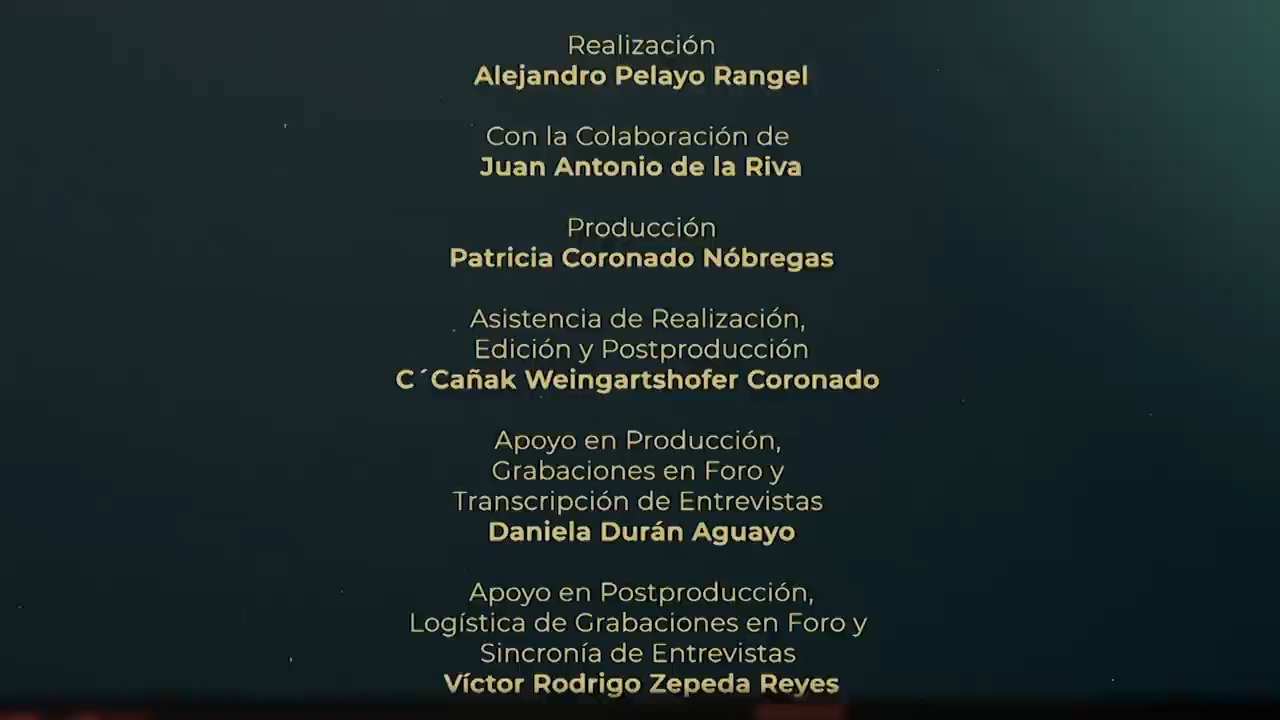 Realización
Alejandro Pelayo Rangel
Con la Colaboración de
Juan Antonio de la Riva
Producción
Patricia Coronado Nóbregas
Asistencia de Realización,
Edición y Postproducción
C´Cañak Weingartshofer Coronado
Apoyo en Producción,
Grabaciones en Foro y
Transcripción de Entrevistas
Daniela Durán Aguayo
Apoyo en Postproducción,
Logística de Grabaciones en Foro y
Sincronía de Entrevistas
Víctor Rodrigo Zepeda Reyes